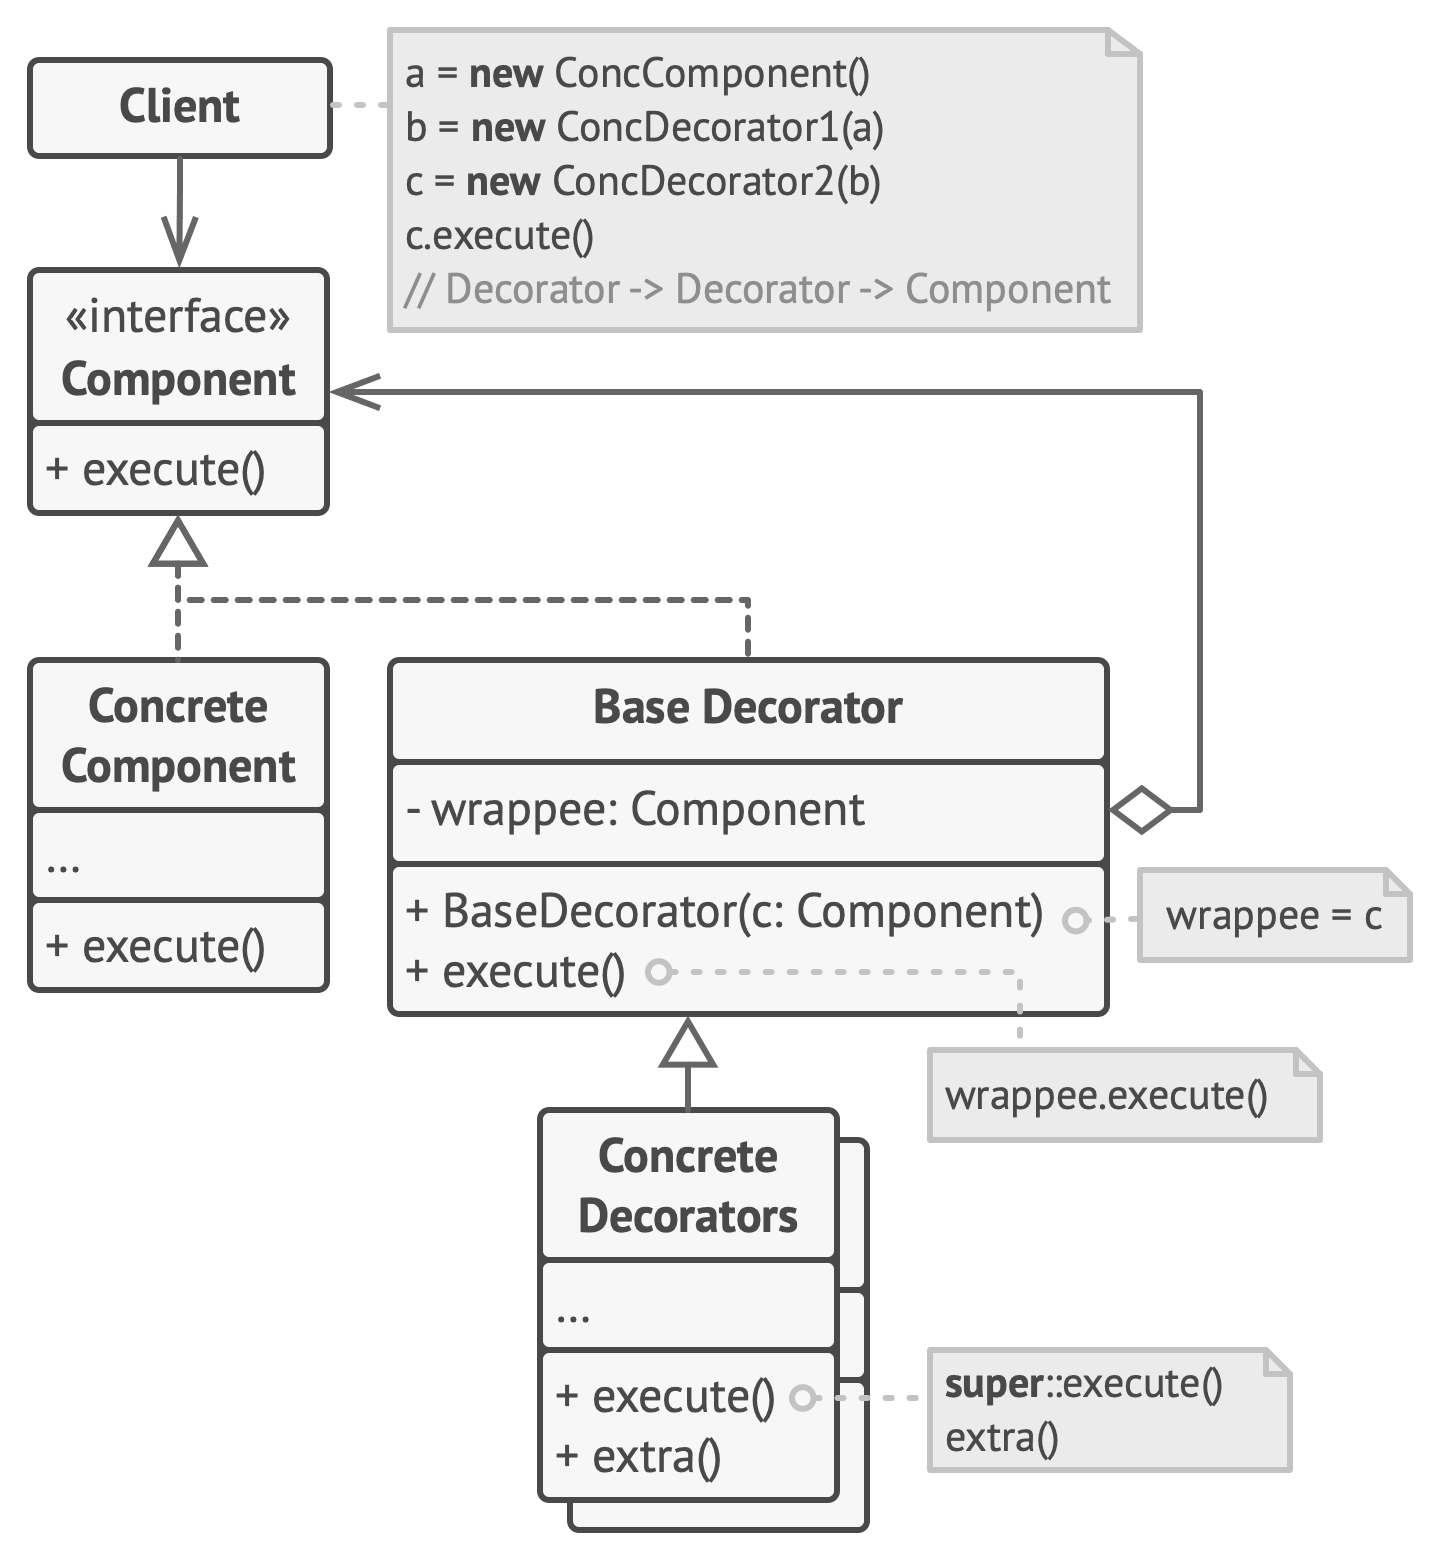 Client
a = new ConcComponent()
b = new ConcDecorator1(a)
c = new ConcDecorator2(b)
c.execute()
// Decorator -> Decorator -> Component
«interface»
Component
+ execute()
Concrete
Component
...
+ execute()
Base Decorator
- wrappee: Component
+ BaseDecorator(c: Component)
+ execute()
wrappee = c
wrappee.execute()
Concrete
Decorators
...
+ execute()
+ extra()
super::execute()
extra()